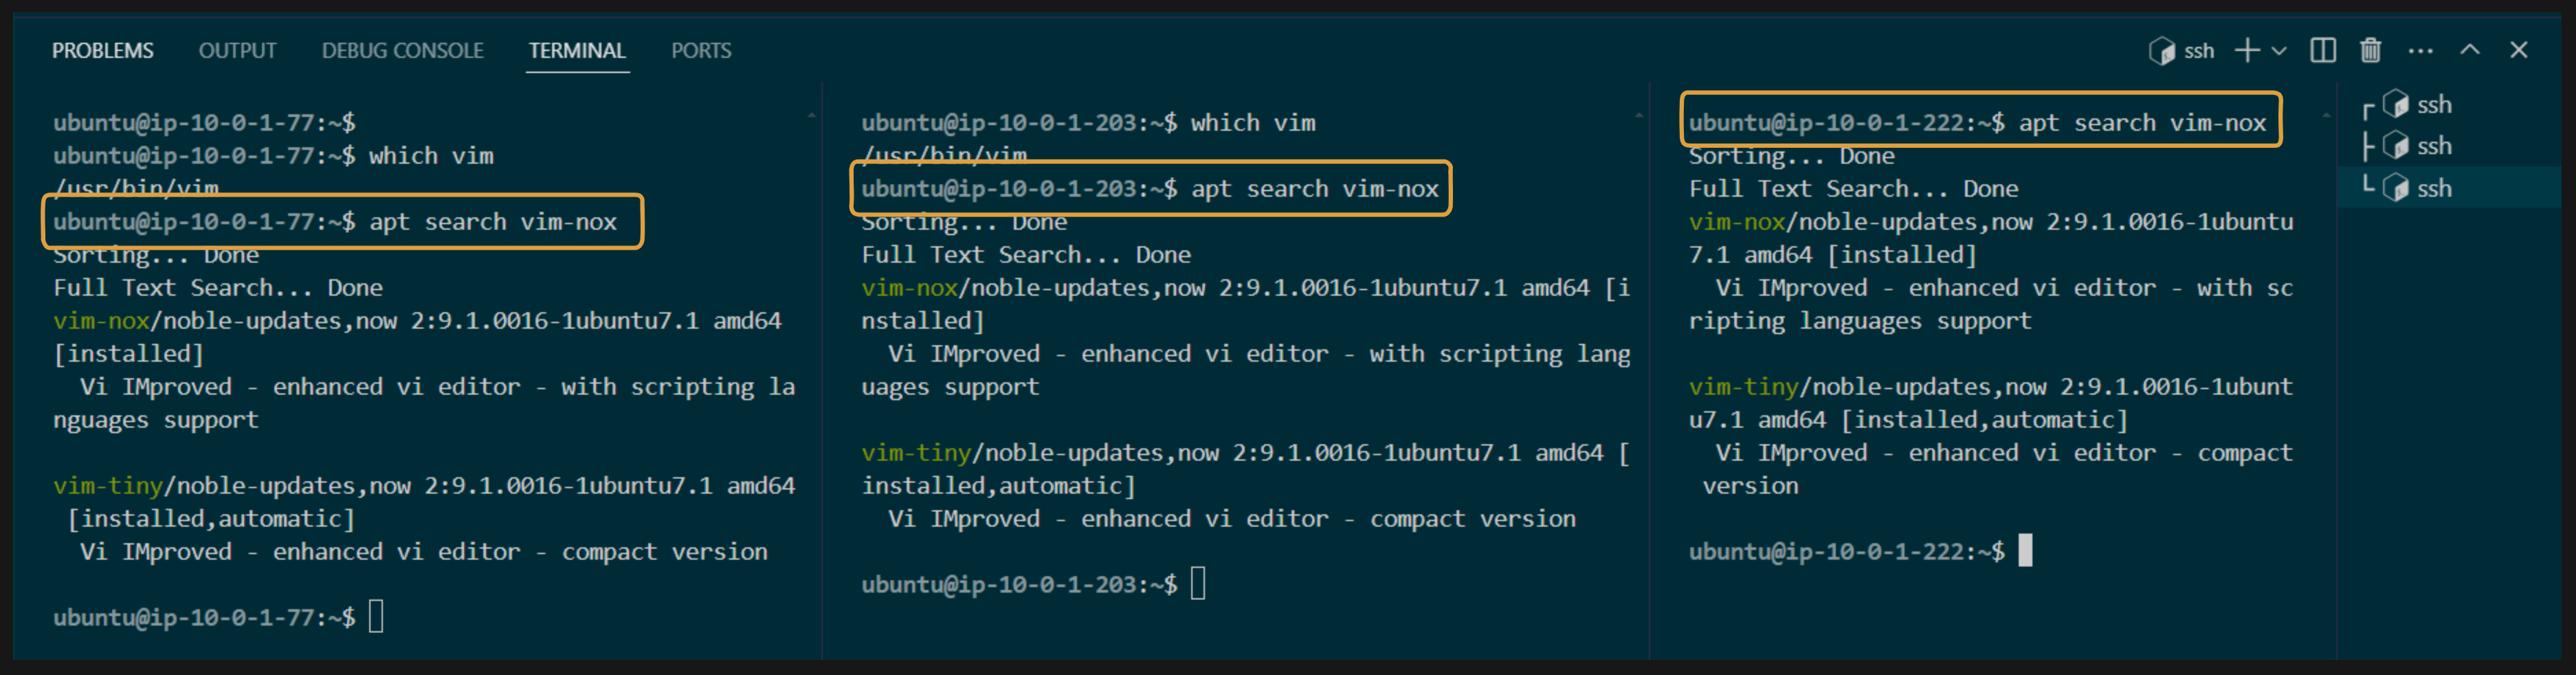 PROBLEMS OUTPUT DEBUG CONSOLE TERMINAL PORTS
ssh
ubuntu@ip-10-0-1-77:~$
ubuntu@ip-10-0-1-77:~$ which vim
/usr/bin/vim
ubuntu@ip-10-0-1-77:~$ apt search vim-nox
Sorting... Done
Full Text Search... Done
vim-nox/noble-updates,now 2:9.1.0016-1ubuntu7.1 amd64
[installed]
  Vi IMproved - enhanced vi editor - with scripting la
nguages support

vim-tiny/noble-updates,now 2:9.1.0016-1ubuntu7.1 amd64
 [installed,automatic]
  Vi IMproved - enhanced vi editor - compact version

ubuntu@ip-10-0-1-77:~$
ubuntu@ip-10-0-1-203:~$ which vim
/usr/bin/vim
ubuntu@ip-10-0-1-203:~$ apt search vim-nox
Sorting... Done
Full Text Search... Done
vim-nox/noble-updates,now 2:9.1.0016-1ubuntu7.1 amd64 [i
nstalled]
  Vi IMproved - enhanced vi editor - with scripting lang
uages support

vim-tiny/noble-updates,now 2:9.1.0016-1ubuntu7.1 amd64 [
installed,automatic]
  Vi IMproved - enhanced vi editor - compact version

ubuntu@ip-10-0-1-203:~$
ubuntu@ip-10-0-1-222:~$ apt search vim-nox
Sorting... Done
Full Text Search... Done
vim-nox/noble-updates,now 2:9.1.0016-1ubuntu
7.1 amd64 [installed]
  Vi IMproved - enhanced vi editor - with sc
ripting languages support

vim-tiny/noble-updates,now 2:9.1.0016-1ubunt
u7.1 amd64 [installed,automatic]
  Vi IMproved - enhanced vi editor - compact
 version

ubuntu@ip-10-0-1-222:~$
ssh
ssh
ssh